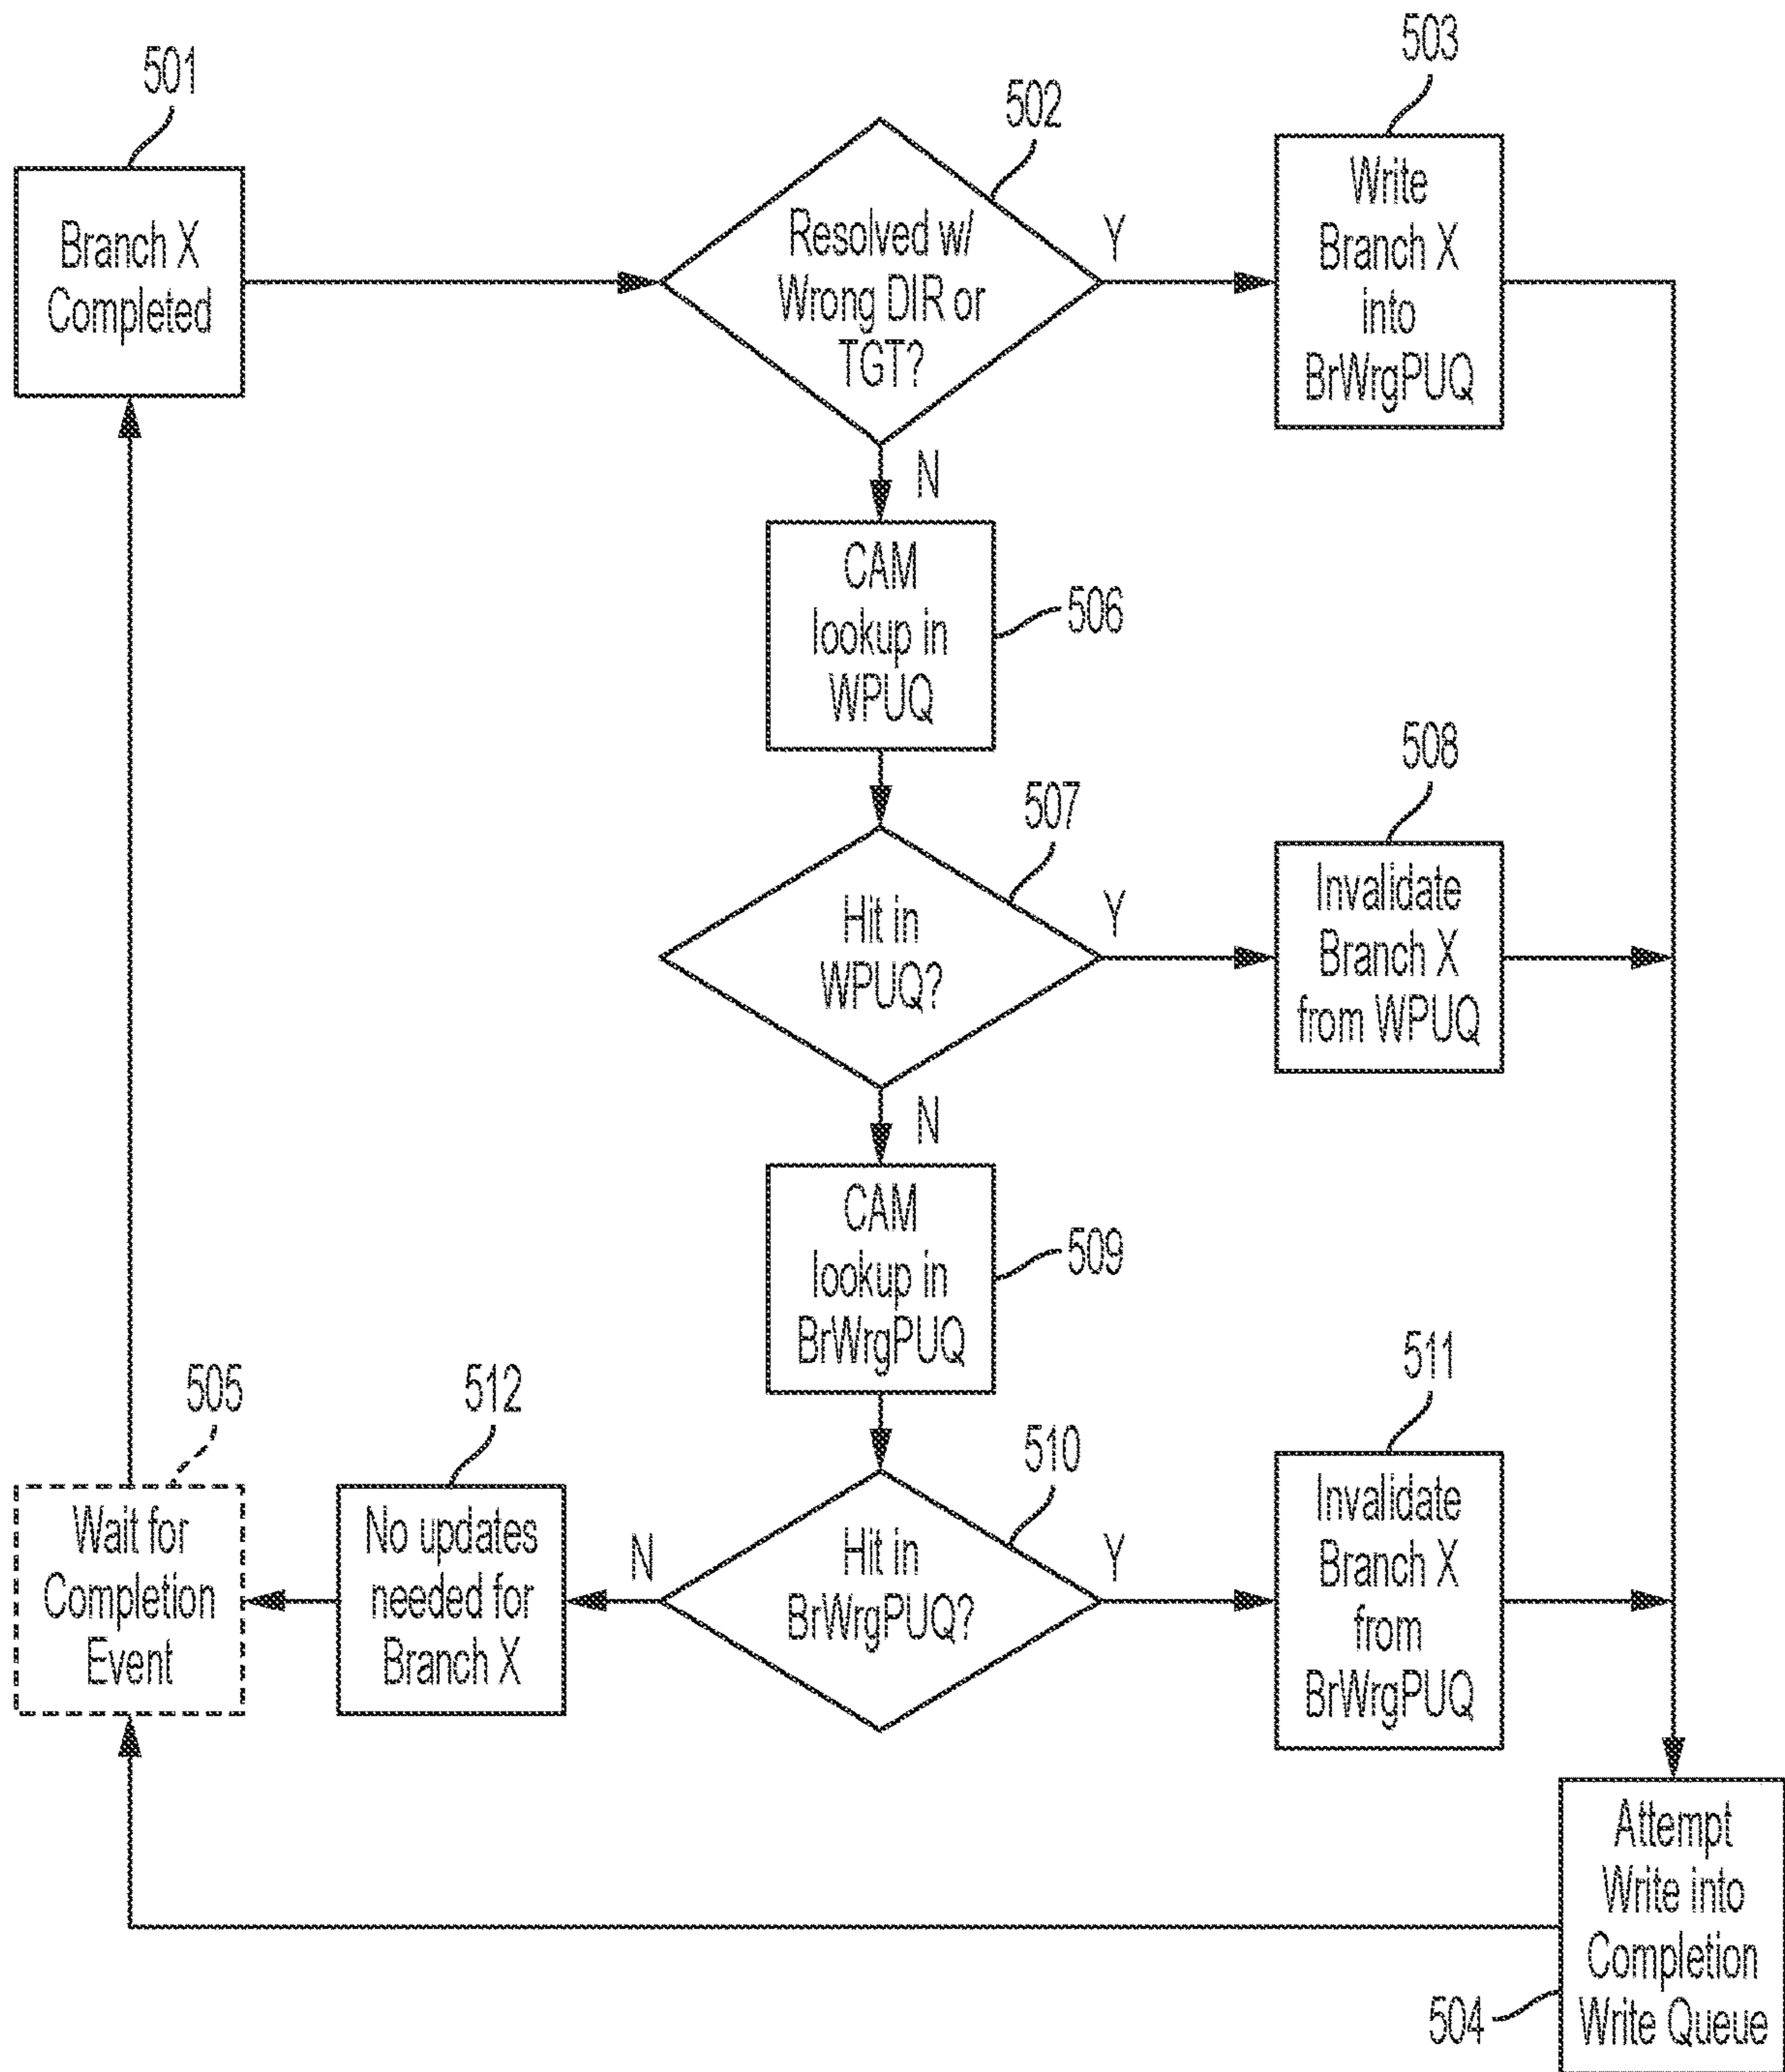 501
Branch X
Completed
502
Resolved w/
Wrong DIR or
TGT?
Y
N
503
Write
Branch X
into
BrWrgPUQ
CAM
lookup in
WPUQ
506
507
Hit in
WPUQ?
Y
N
508
Invalidate
Branch X
from WPUQ
CAM
lookup in
BrWrgPUQ
509
505
Wait for
Completion
Event
512
No updates
needed for
Branch X
N
510
Hit in
BrWrgPUQ?
Y
511
Invalidate
Branch X
from
BrWrgPUQ
Attempt
Write into
Completion
Write Queue
504